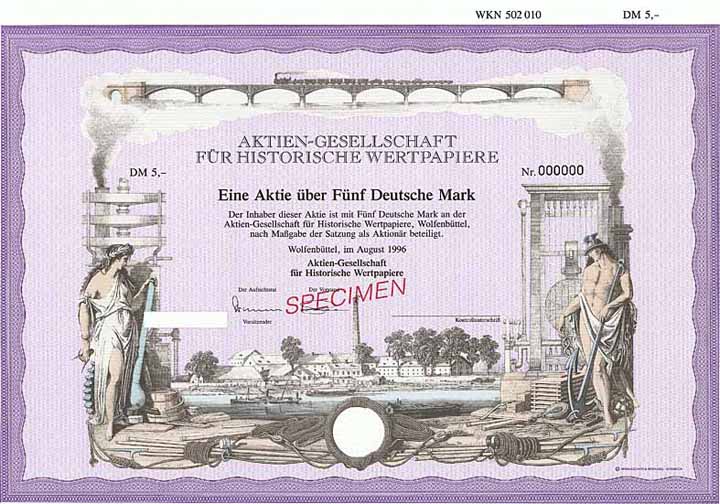 WKN 502 010 DM 5,–
AKTIEN-GESELLSCHAFT
FÜR HISTORISCHE WERTPAPIERE
DM 5,– Nr. 000000
Eine Aktie über Fünf Deutsche Mark
Der Inhaber dieser Aktie ist mit Fünf Deutsche Mark an der
Aktien-Gesellschaft für Historische Wertpapiere, Wolfenbüttel,
nach Maßgabe der Satzung als Aktionär beteiligt.
Wolfenbüttel, im August 1996
Aktien-Gesellschaft
für Historische Wertpapiere
Der Aufsichtsrat Der Vorstand
SPECIMEN
Vorsitzender
Kontrollunterschrift